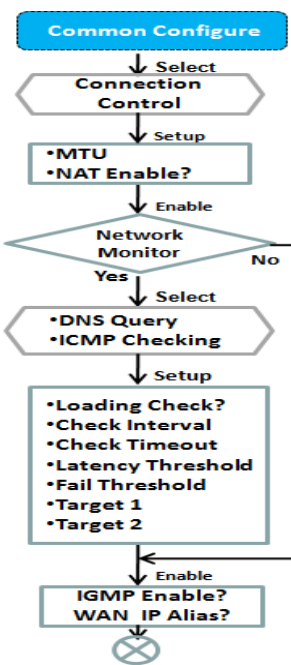 Common Configure
Select
Connection
Control
Setup
•MTU
•NAT Enable?
Enable
Network
Monitor
No
Yes
Select
•DNS Query
•ICMP Checking
Setup
•Loading Check?
•Check Interval
•Check Timeout
•Latency Threshold
•Fail Threshold
•Target 1
•Target 2
Enable
IGMP Enable?
WAN IP Alias?